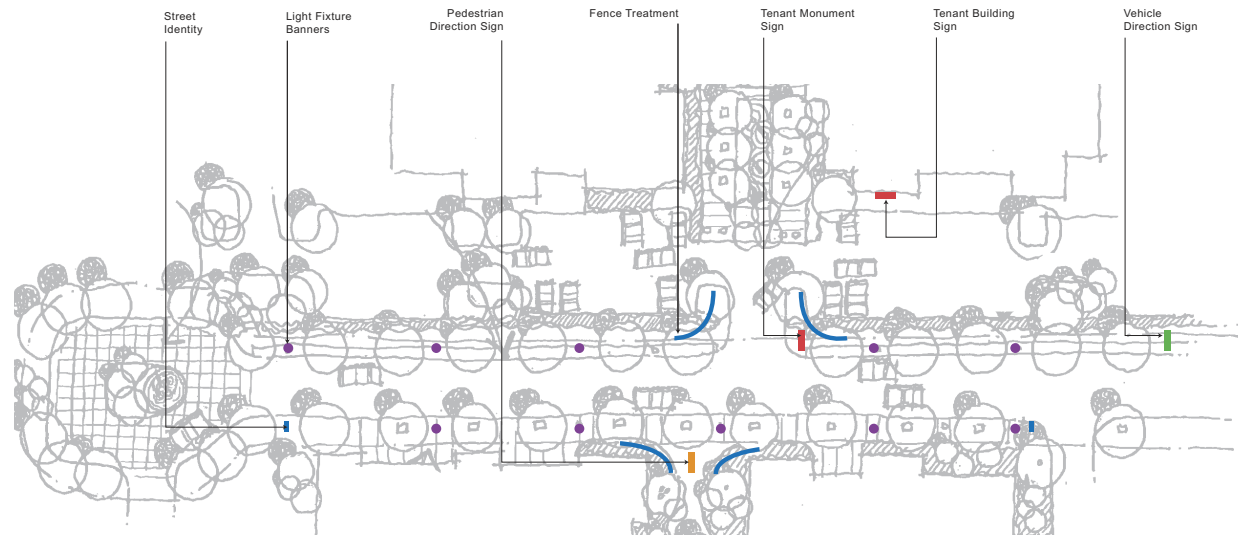 Street
Identity
Light Fixture
Banners
Pedestrian
Direction Sign
Fence Treatment
Tenant Monument
Sign
Tenant Building
Sign
Vehicle
Direction Sign